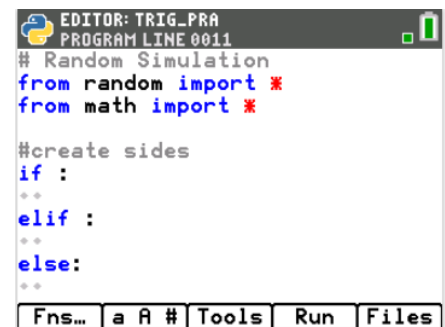 EDITOR: TRIG_PRA
PROGRAM LINE 0011
# Random Simulation
from random import *
from math import *
#create sides
if :
elif :
else:
Fns… a A # Tools Run Files